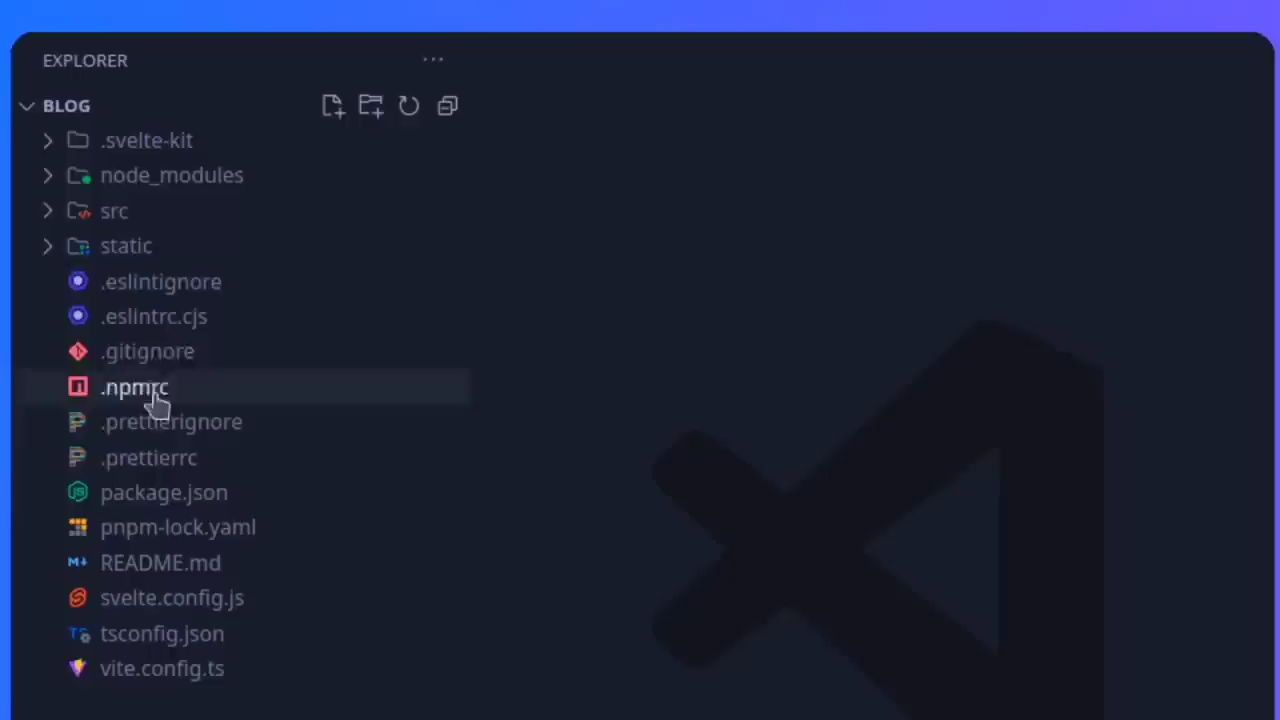 EXPLORER
BLOG
.svelte-kit
node_modules
src
static
.eslintignore
.eslintrc.cjs
.gitignore
.npmrc
.prettierignore
.prettierrc
package.json
pnpm-lock.yaml
README.md
svelte.config.js
tsconfig.json
vite.config.ts